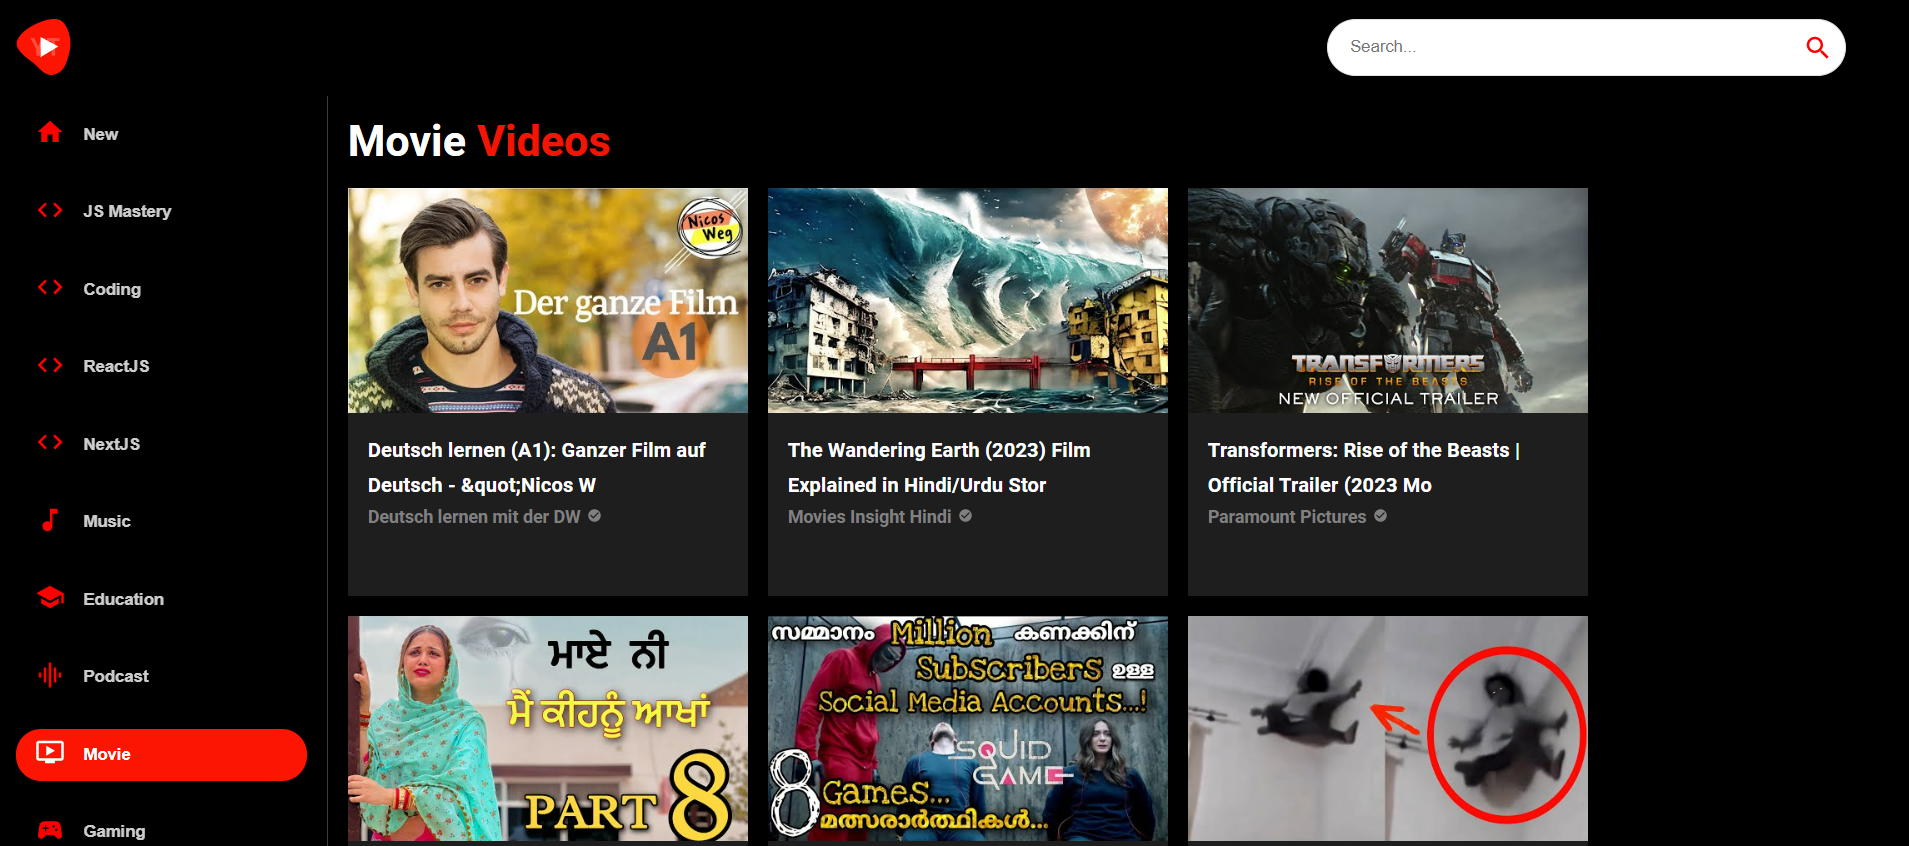 YT
Search...
New
JS Mastery
Coding
ReactJS
NextJS
Music
Education
Podcast
Movie
Gaming
Movie Videos
Nicos
Weg
Der ganze Film
A1
TRANSFORMERS
RISE OF THE BEASTS
NEW OFFICIAL TRAILER
Deutsch lernen (A1): Ganzer Film auf
Deutsch - &quot;Nicos W
Deutsch lernen mit der DW
The Wandering Earth (2023) Film
Explained in Hindi/Urdu Stor
Movies Insight Hindi
Transformers: Rise of the Beasts |
Official Trailer (2023 Mo
Paramount Pictures
ਮਾਏ ਨੀ
ਮੈਂ ਕੀਹਨੂੰ ਆਖਾਂ
PART 8
സമ്മാനം Million കണക്കിന്
Subscribers ഉള്ള
Social Media Accounts...!
SQUID
GAME
8 Games...
മത്സരാർത്ഥികൾ...